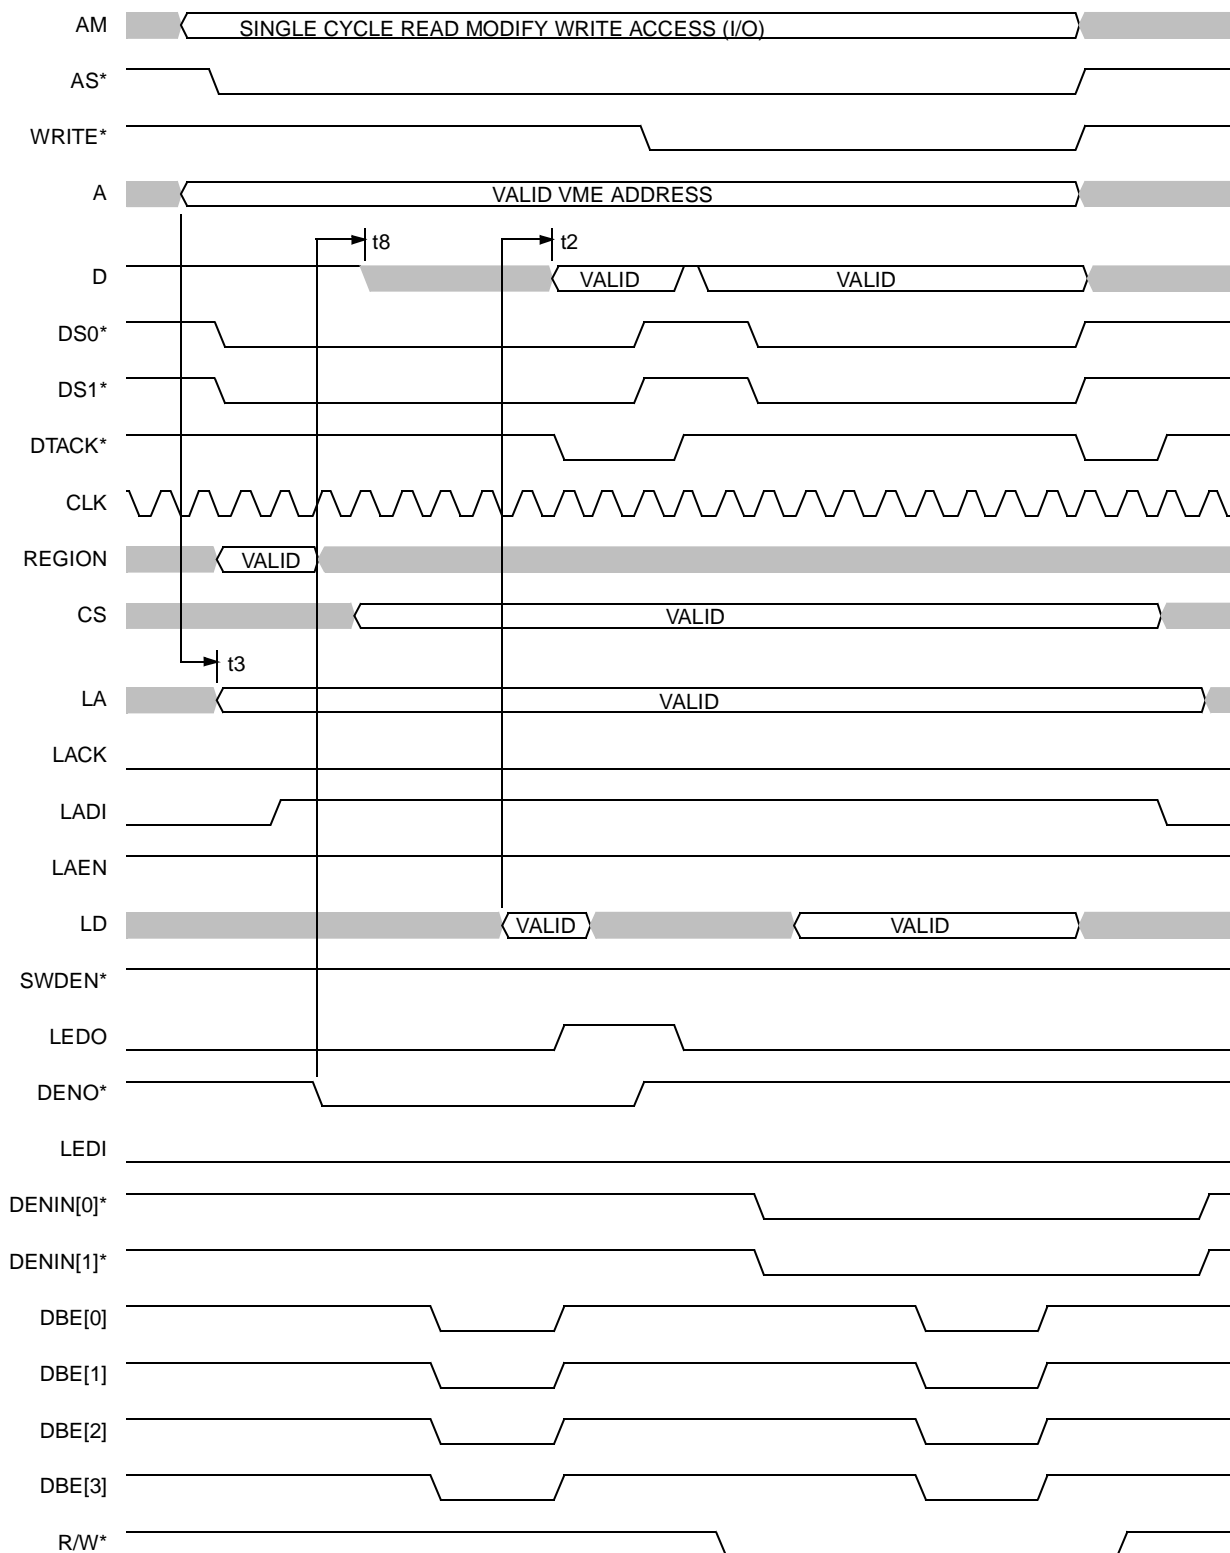 AM SINGLE CYCLE READ MODIFY WRITE ACCESS (I/O)
AS*
WRITE*
A VALID VME ADDRESS
t8 t2
D VALID VALID
DS0*
DS1*
DTACK*
CLK
REGION VALID
CS VALID
t3
LA VALID
LACK
LADI
LAEN
LD VALID VALID
SWDEN*
LEDO
DENO*
LEDI
DENIN[0]*
DENIN[1]*
DBE[0]
DBE[1]
DBE[2]
DBE[3]
R/W*